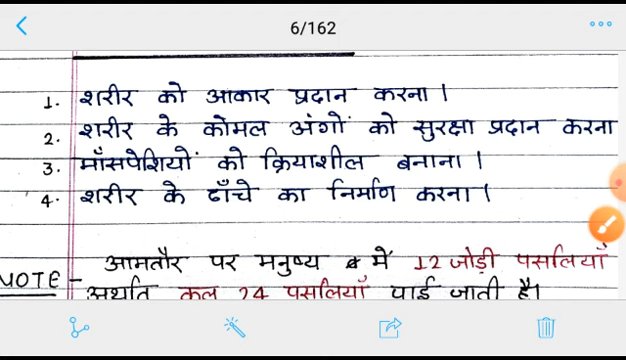 6/162
1. शरीर को आकार प्रदान करना।
2. शरीर के कोमल अंगों को सुरक्षा प्रदान करना
3. माँसपेशियों को क्रियाशील बनाना।
4. शरीर के ढाँचे का निर्माण करना।
आमतौर पर मनुष्य में 12 जोड़ी पसलियाँ
NOTE - अर्थात कुल 24 पसलियाँ पाई जाती है।